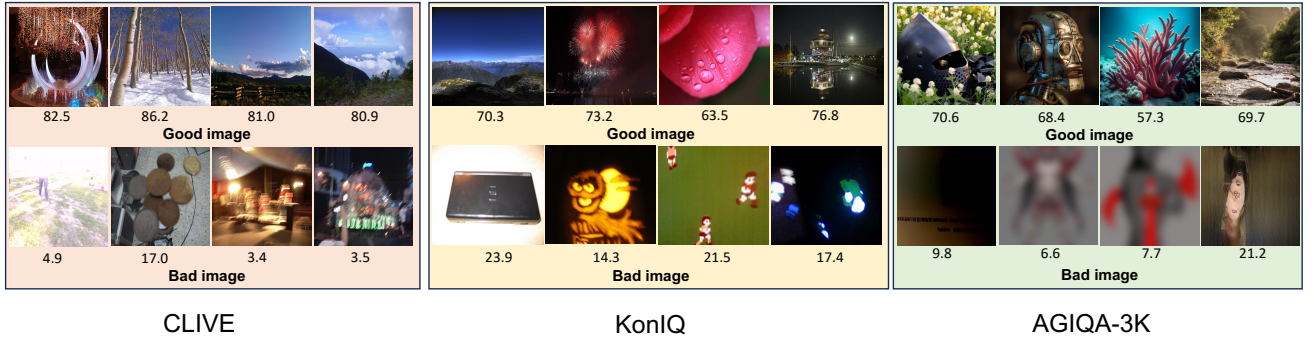 82.5 86.2 81.0 80.9
Good image
4.9 17.0 3.4 3.5
Bad image
CLIVE
70.3 73.2 63.5 76.8
Good image
23.9 14.3 21.5 17.4
Bad image
KonIQ
70.6 68.4 57.3 69.7
Good image
9.8 6.6 7.7 21.2
Bad image
AGIQA-3K